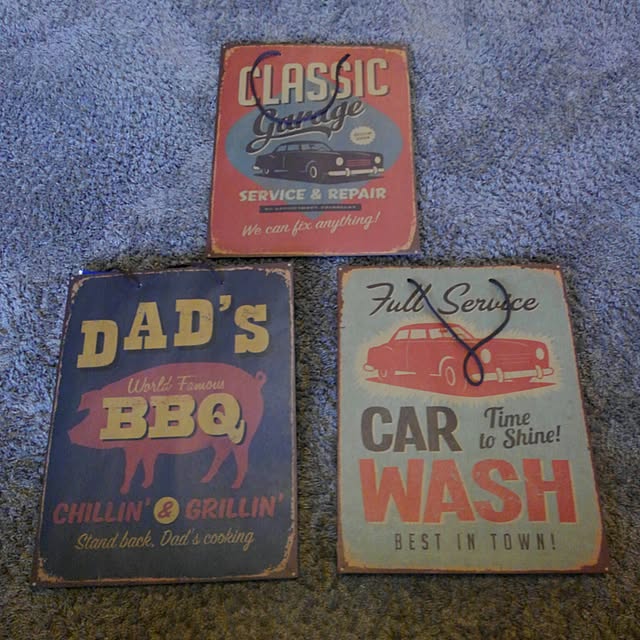 CLASSIC
Garage
SERVICE & REPAIR
We can fix anything!
DAD'S
World Famous
BBQ
CHILLIN' & GRILLIN'
Stand back, Dad's cooking
Full Service
CAR
Time
to Shine!
WASH
BEST IN TOWN!